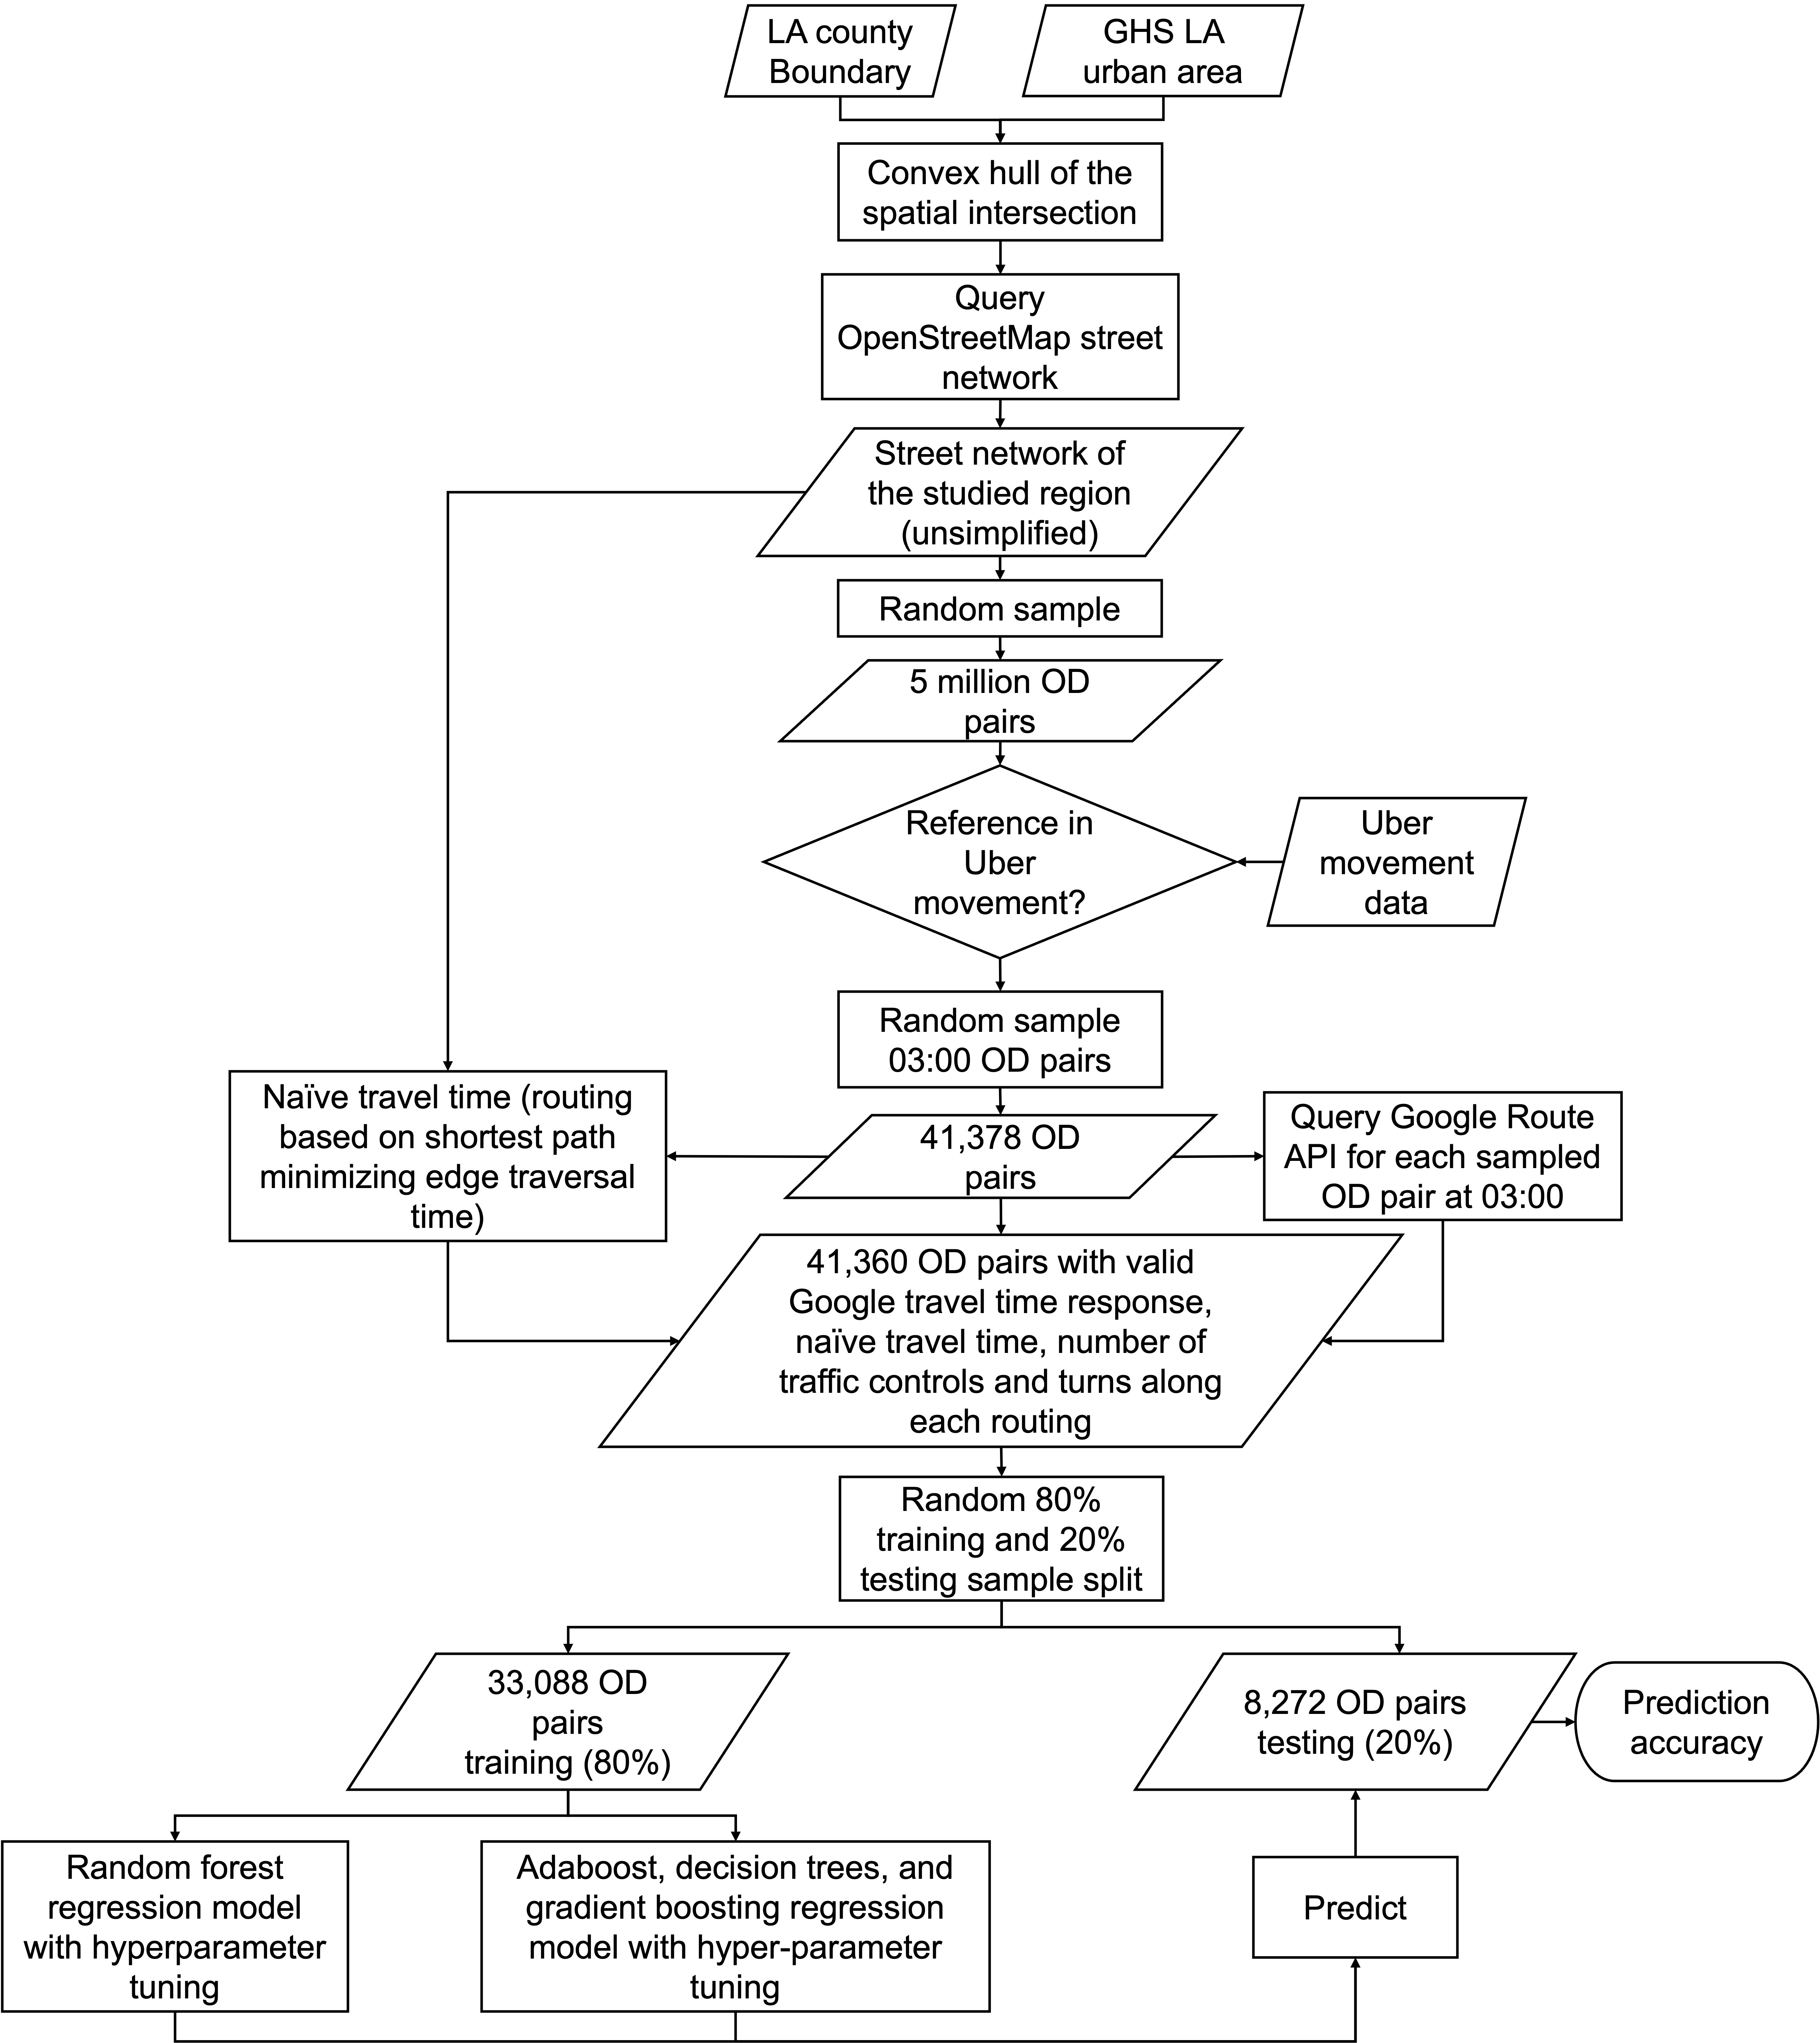 LA county
Boundary
GHS LA
urban area
Convex hull of the
spatial intersection
Query
OpenStreetMap street
network
Street network of
the studied region
(unsimplified)
Random sample
5 million OD
pairs
Reference in
Uber
movement?
Uber
movement
data
Random sample
03:00 OD pairs
Naïve travel time (routing
based on shortest path
minimizing edge traversal
time)
41,378 OD
pairs
Query Google Route
API for each sampled
OD pair at 03:00
41,360 OD pairs with valid
Google travel time response,
naïve travel time, number of
traffic controls and turns along
each routing
Random 80%
training and 20%
testing sample split
33,088 OD
pairs
training (80%)
8,272 OD pairs
testing (20%)
Prediction
accuracy
Random forest
regression model
with hyperparameter
tuning
Adaboost, decision trees, and
gradient boosting regression
model with hyper-parameter
tuning
Predict